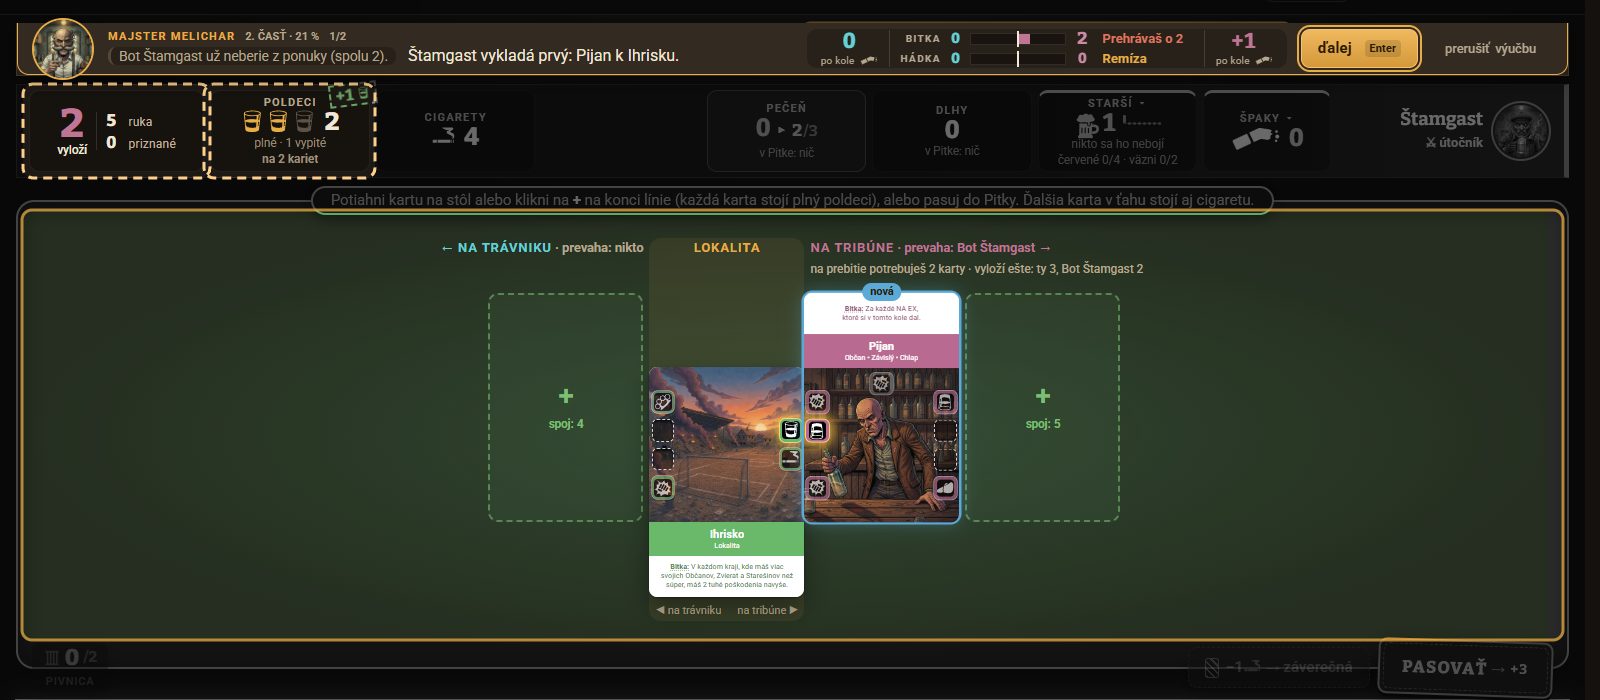 MAJSTER MELICHAR 2. ČASŤ · 21 % 1/2
Bot Štamgast už neberie z ponuky (spolu 2).
Štamgast vykladá prvý: Pijan k Ihrisku.
0
po kole
BITKA 0 2 Prehrávaš o 2
HÁDKA 0 0 Remíza
+1
po kole
ďalej Enter
prerušiť výučbu
2
vyloží
5 ruka
0 priznané
POLDECI
+1
2
plné · 1 vypité
na 2 kariet
CIGARETY
4
PEČEŇ
0 ▸ 2/3
v Pitke: nič
DLHY
0
v Pitke: nič
STARŠÍ
1
nikto sa ho nebojí
červené 0/4 · väzni 0/2
ŠPAKY
0
Štamgast
útočník
Potiahni kartu na stôl alebo klikni na + na konci línie (každá karta stojí plný poldeci), alebo pasuj do Pitky. Ďalšia karta v ťahu stojí aj cigaretu.
← NA TRÁVNIKU · prevaha: nikto
LOKALITA
NA TRIBÚNE · prevaha: Bot Štamgast →
na prebitie potrebuješ 2 karty · vyloží ešte: ty 3, Bot Štamgast 2
nová
Bitka: Za každé NA EX,
ktoré si v tomto kole dal.
Pijan
Občan • Závislý • Chlap
+
spoj: 4
+
spoj: 5
Ihrisko
Lokalita
Bitka: V každom kraji, kde máš viac
svojich Občanov, Zvierat a Starešinov než
súper, máš 2 tuhé poškodenia navyše.
◀ na trávniku na tribúne ▶
0/2
PIVNICA
−1 → záverečná
PASOVAŤ → +3